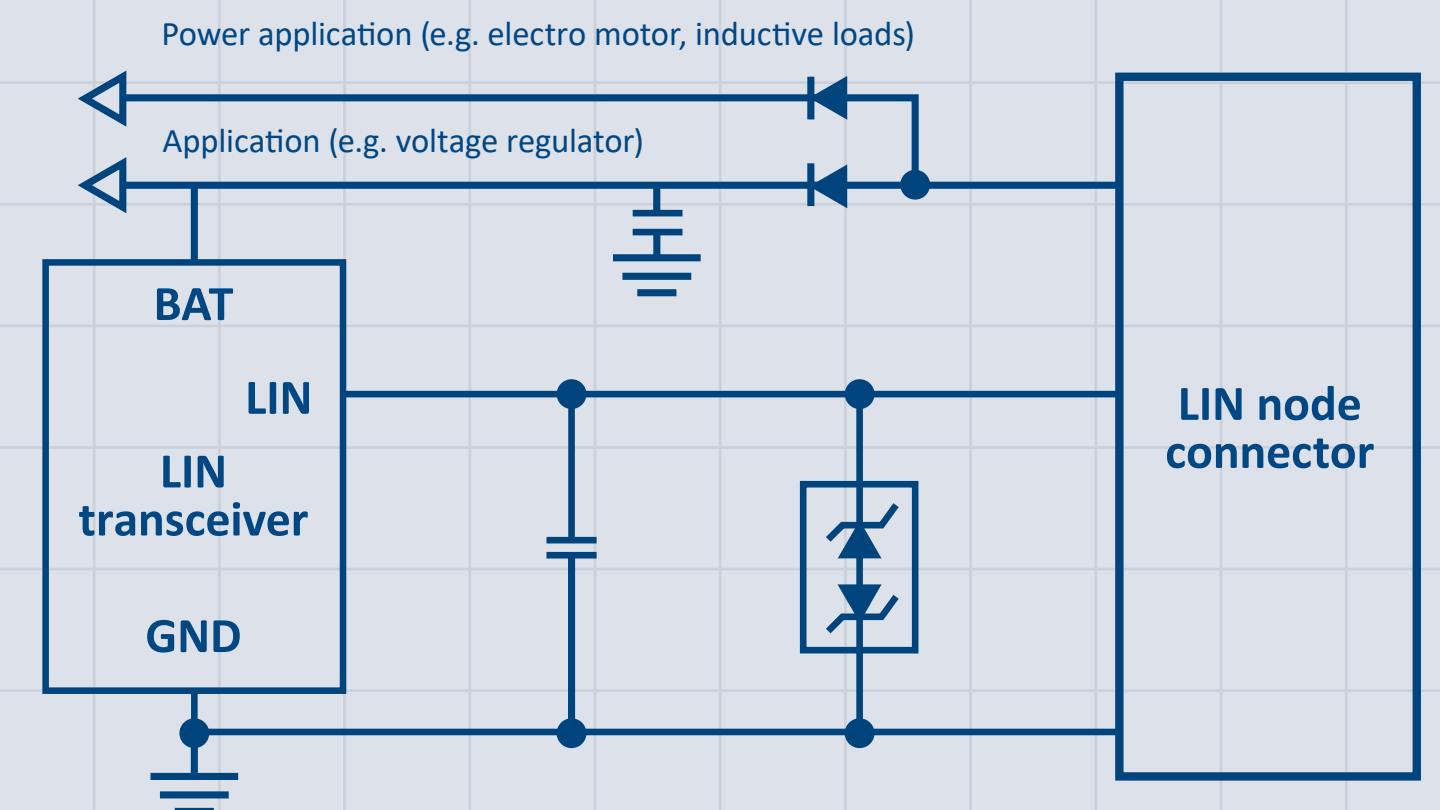 Power application (e.g. electro motor, inductive loads)
Application (e.g. voltage regulator)
BAT
LIN
LIN
transceiver
GND
LIN node
connector